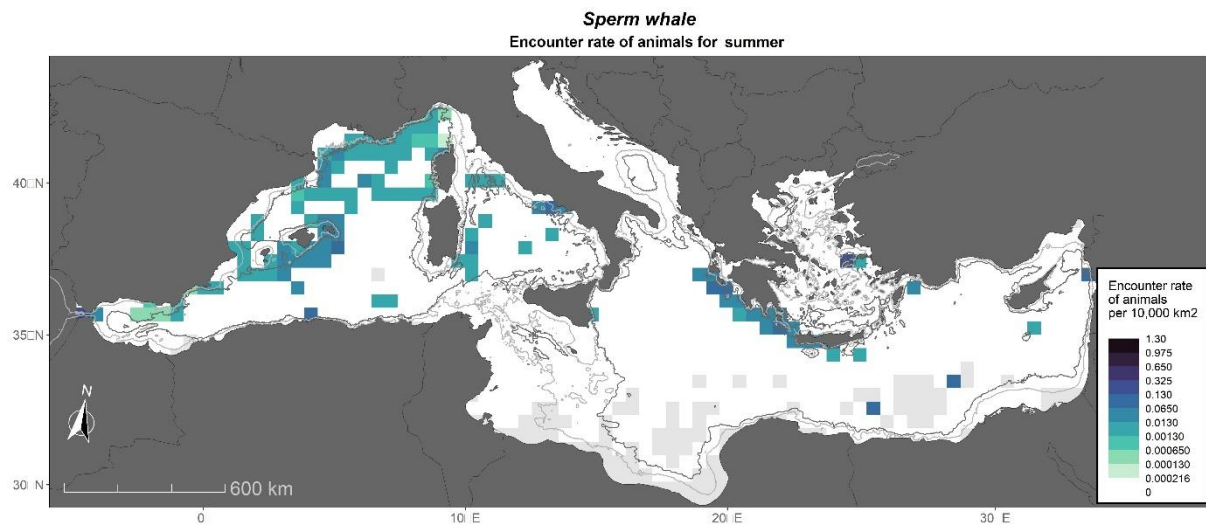 Sperm whale
Encounter rate of animals for summer
40□N
35□N
30□N
N
600 km
0
10□E
20□E
30□E
Encounter rate
of animals
per 10,000 km2
1.30
0.975
0.650
0.325
0.130
0.0650
0.0130
0.00130
0.000650
0.000130
0.000216
0